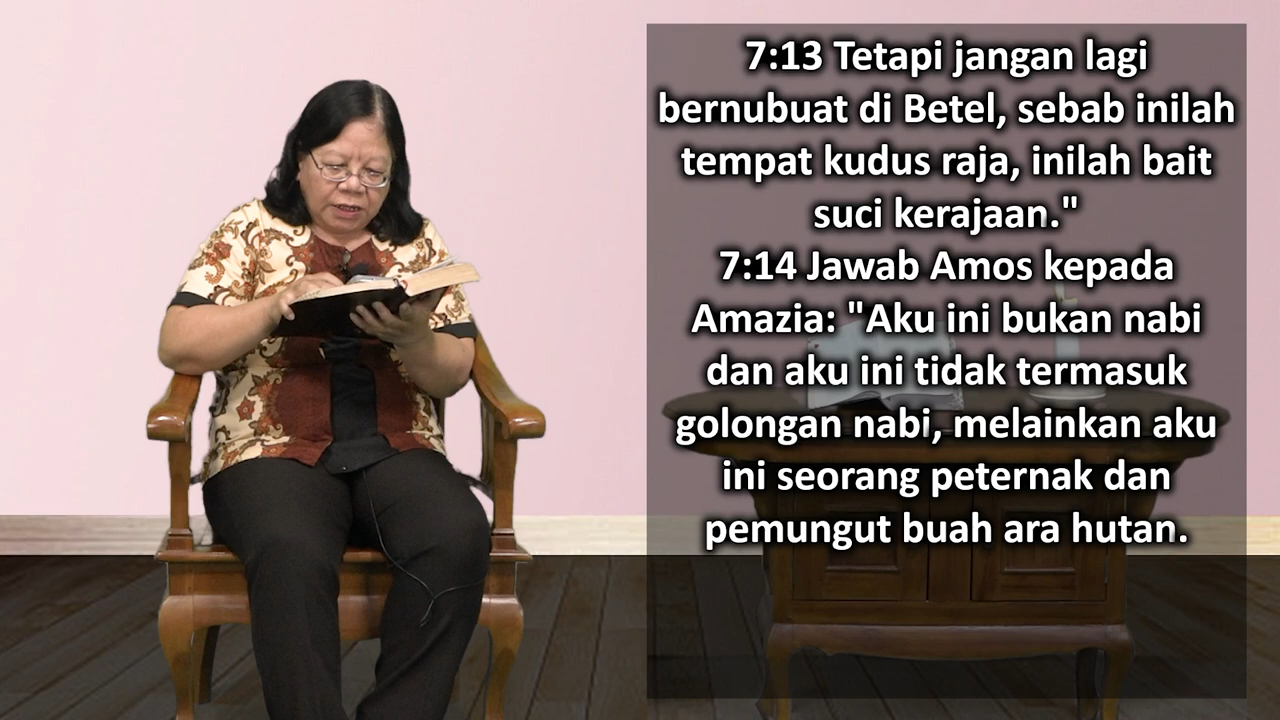 7:13 Tetapi jangan lagi
bernubuat di Betel, sebab inilah
tempat kudus raja, inilah bait
suci kerajaan."
7:14 Jawab Amos kepada
Amazia: "Aku ini bukan nabi
dan aku ini tidak termasuk
golongan nabi, melainkan aku
ini seorang peternak dan
pemungut buah ara hutan.